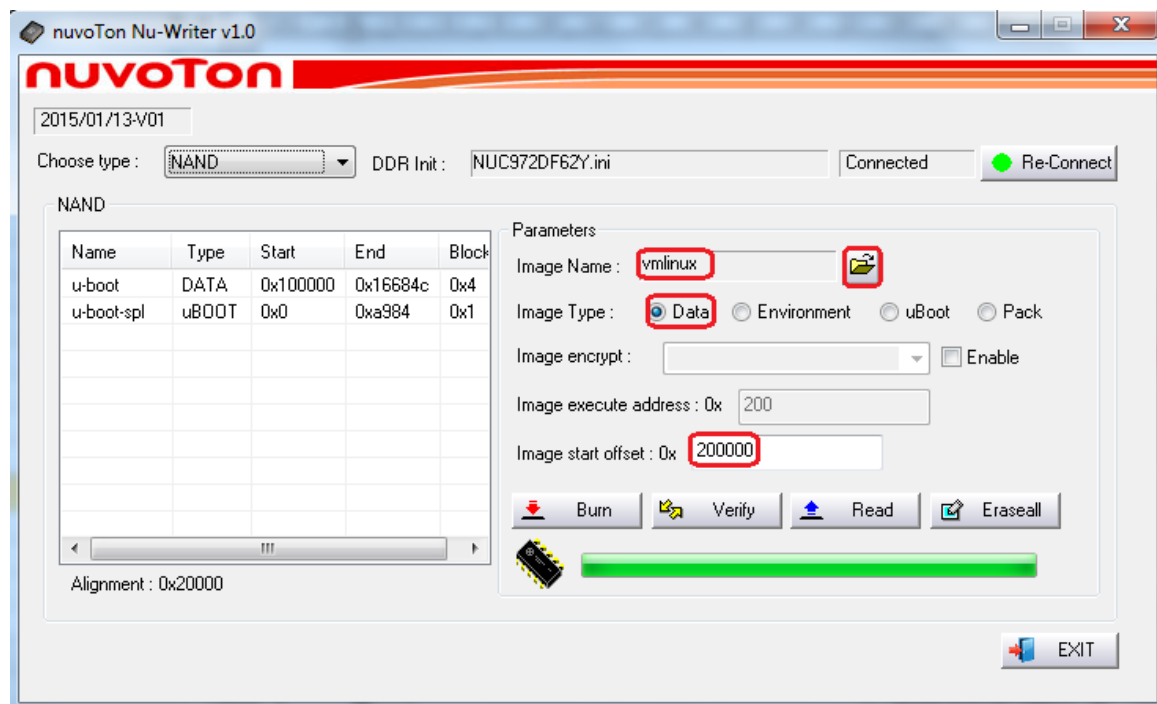 nuvoTon Nu-Writer v1.0
nuvoTon
2015/01/13-V01
Choose type : NAND DDR Init : NUC972DF62Y.ini Connected Re-Connect
NAND
Name Type Start End Block
u-boot DATA 0x100000 0x16684c 0x4
u-boot-spl uBOOT 0x0 0xa984 0x1
Alignment : 0x20000
Parameters
Image Name : vmlinux
Image Type : Data Environment uBoot Pack
Image encrypt : Enable
Image execute address : 0x 200
Image start offset : 0x 200000
Burn Verify Read Eraseall
EXIT